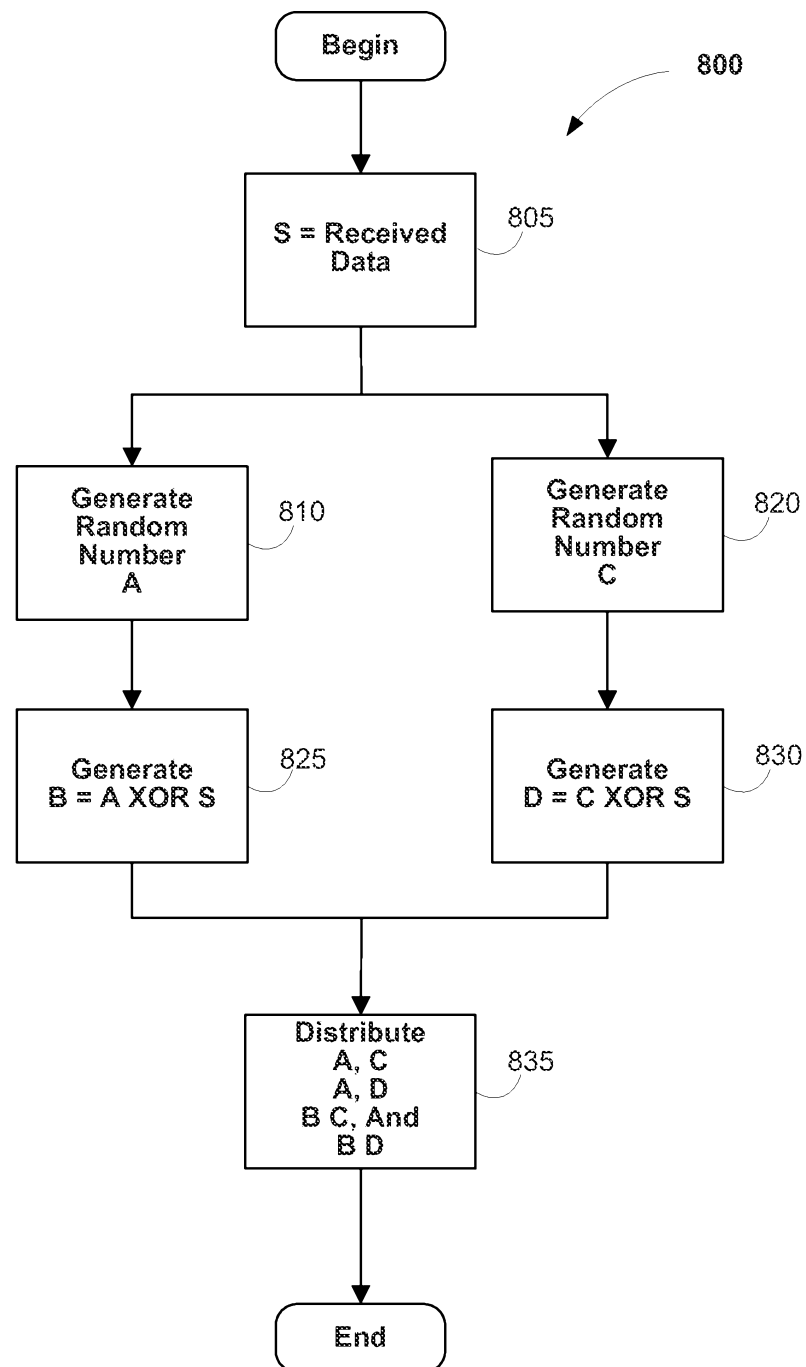 Begin
800
S = Received
Data
805
Generate
Random
Number
A
810
Generate
Random
Number
C
820
Generate
B = A XOR S
825
Generate
D = C XOR S
830
Distribute
A, C
A, D
B C, And
B D
835
End